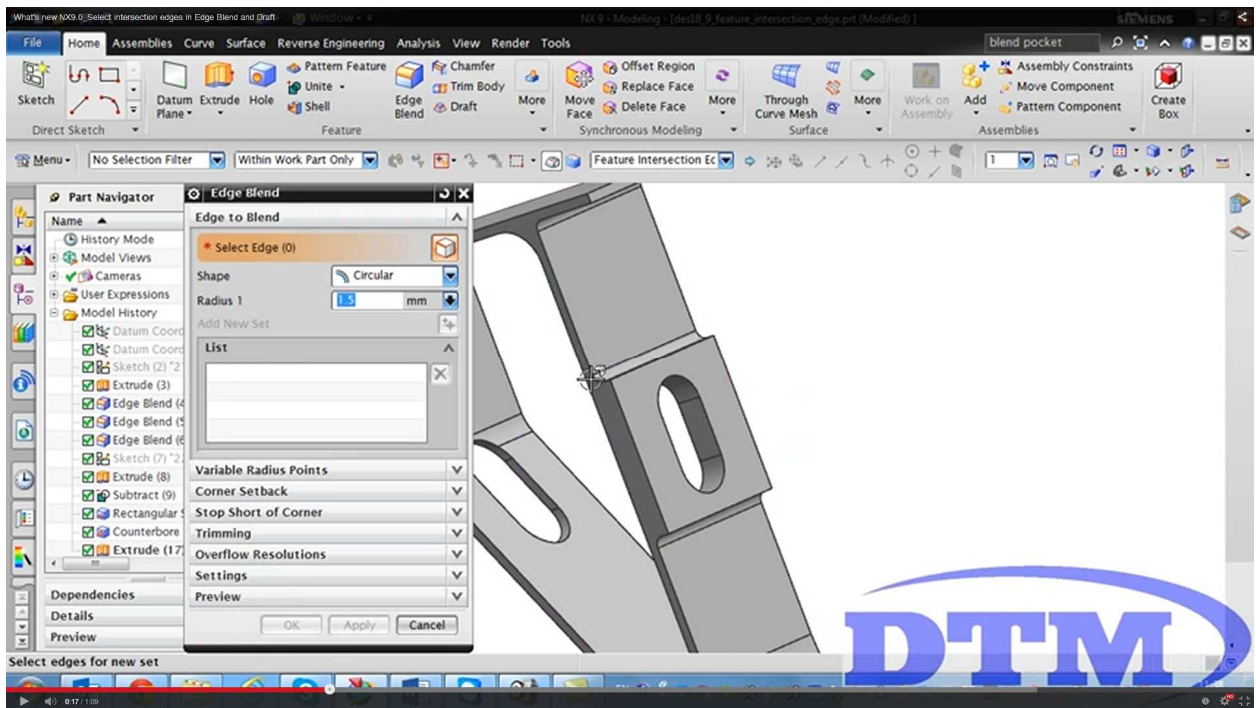 What's new NX9.0_Select intersection edges in Edge Blend and Draft
Window
NX 9 - Modeling - [des18_9_feature_intersection_edge.prt (Modified) ]
SIEMENS
File Home Assemblies Curve Surface Reverse Engineering Analysis View Render Tools
blend pocket
Sketch
Direct Sketch
Datum Plane
Extrude
Hole
Pattern Feature
Unite
Shell
Edge Blend
Chamfer
Trim Body
Draft
More
Feature
Move Face
Offset Region
Replace Face
Delete Face
More
Synchronous Modeling
Through Curve Mesh
More
Surface
Work on Assembly
Add
Assembly Constraints
Move Component
Pattern Component
Assemblies
Create Box
Menu
No Selection Filter
Within Work Part Only
Feature Intersection Ec
1
Part Navigator
Name
History Mode
Model Views
Cameras
User Expressions
Model History
Datum Coord
Datum Coord
Sketch (2) "2
Extrude (3)
Edge Blend (4
Edge Blend (5
Edge Blend (6
Sketch (7) "2
Extrude (8)
Subtract (9)
Rectangular
Counterbore
Extrude (17
Dependencies
Details
Preview
Edge Blend
Edge to Blend
* Select Edge (0)
Shape
Circular
Radius 1
1.5
mm
Add New Set
List
Variable Radius Points
Corner Setback
Stop Short of Corner
Trimming
Overflow Resolutions
Settings
Preview
OK
Apply
Cancel
DTM
Select edges for new set
0:17 / 1:09
HD